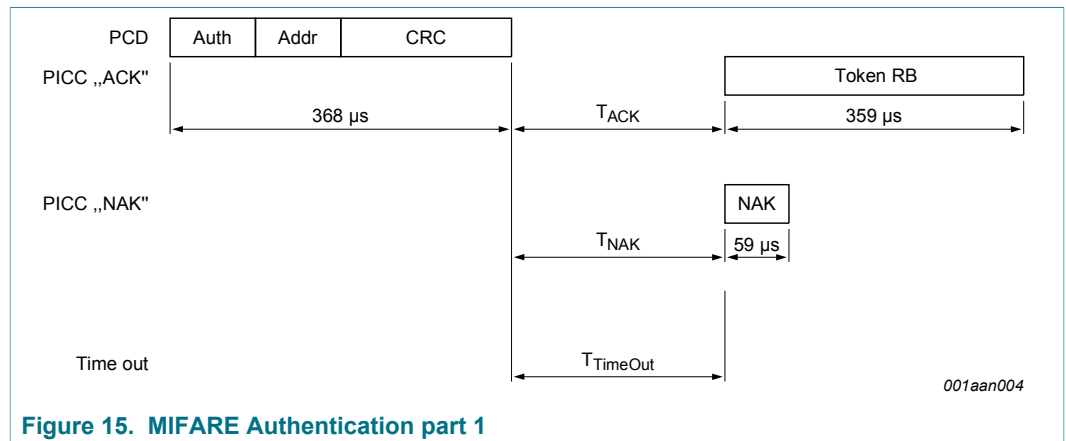 PCD Auth Addr CRC
PICC ,,ACK" Token RB
368 µs TACK 359 µs
PICC ,,NAK" NAK
TNAK 59 µs
Time out TTimeOut
001aan004
Figure 15. MIFARE Authentication part 1